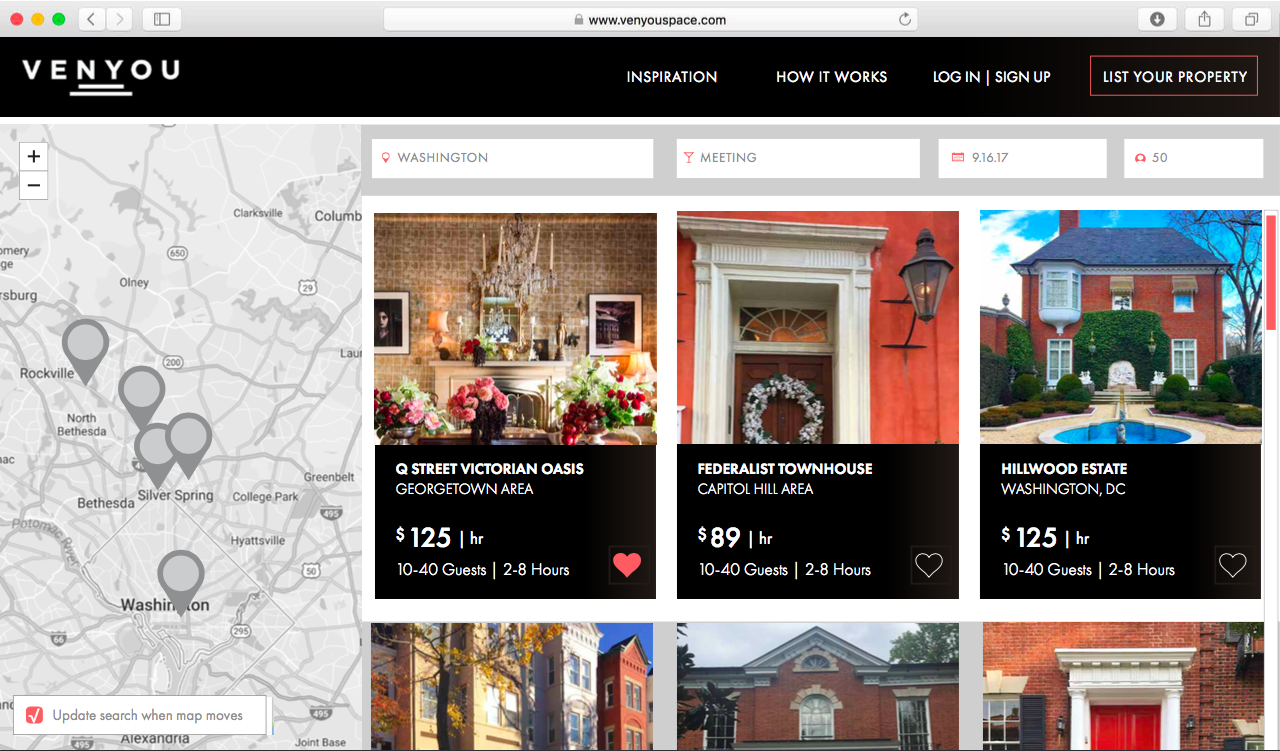 www.venyouspace.com
VENYOU
INSPIRATION
HOW IT WORKS
LOG IN | SIGN UP
LIST YOUR PROPERTY
WASHINGTON
MEETING
9.16.17
50
+
−
Clarksville
Columb
650
omery
ge
Olney
29
rsburg
Laur
200
Rockville
North
Bethesda
Greenbelt
Bethesda
Silver Spring
College Park
495
Potomac River
Hyattsville
50
Washington
295
66
495
495
Alexandria
Joint Base
Update search when map moves
Q STREET VICTORIAN OASIS
GEORGETOWN AREA
$125 | hr
10-40 Guests | 2-8 Hours
FEDERALIST TOWNHOUSE
CAPITOL HILL AREA
$89 | hr
10-40 Guests | 2-8 Hours
HILLWOOD ESTATE
WASHINGTON, DC
$125 | hr
10-40 Guests | 2-8 Hours